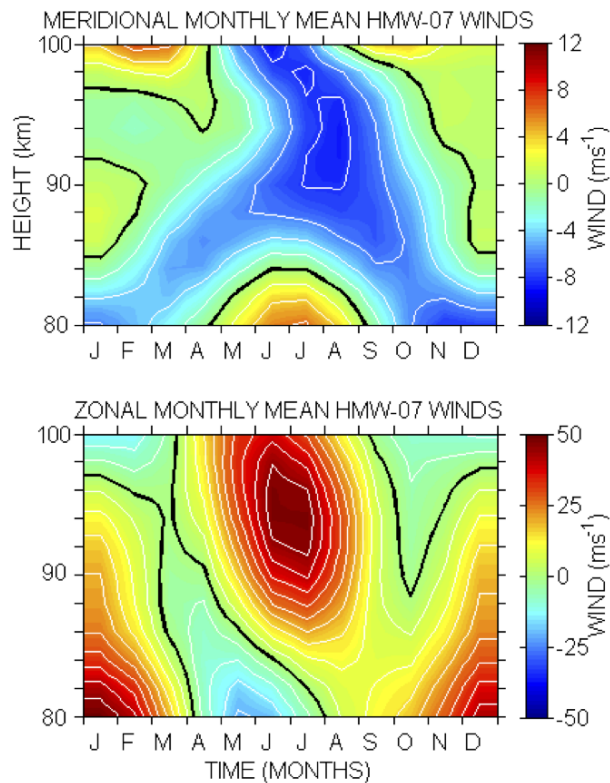 MERIDIONAL MONTHLY MEAN HMW-07 WINDS
100
90
80
HEIGHT (km)
J F M A M J J A S O N D
12
8
4
0
-4
-8
-12
WIND (ms⁻¹)
ZONAL MONTHLY MEAN HMW-07 WINDS
100
90
80
J F M A M J J A S O N D
TIME (MONTHS)
50
25
0
-25
-50
WIND (ms⁻¹)